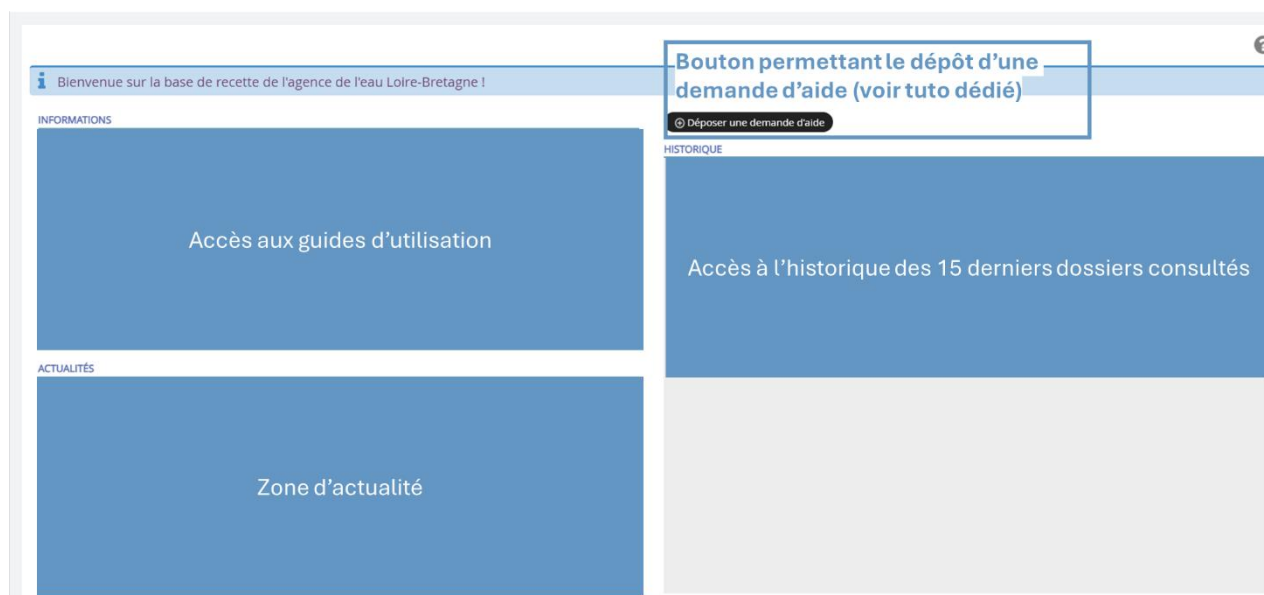 Bouton permettant le dépôt d’une
demande d’aide (voir tuto dédié)
Bienvenue sur la base de recette de l'agence de l'eau Loire-Bretagne !
Déposer une demande d'aide
INFORMATIONS
Accès aux guides d’utilisation
HISTORIQUE
Accès à l’historique des 15 derniers dossiers consultés
ACTUALITÉS
Zone d’actualité